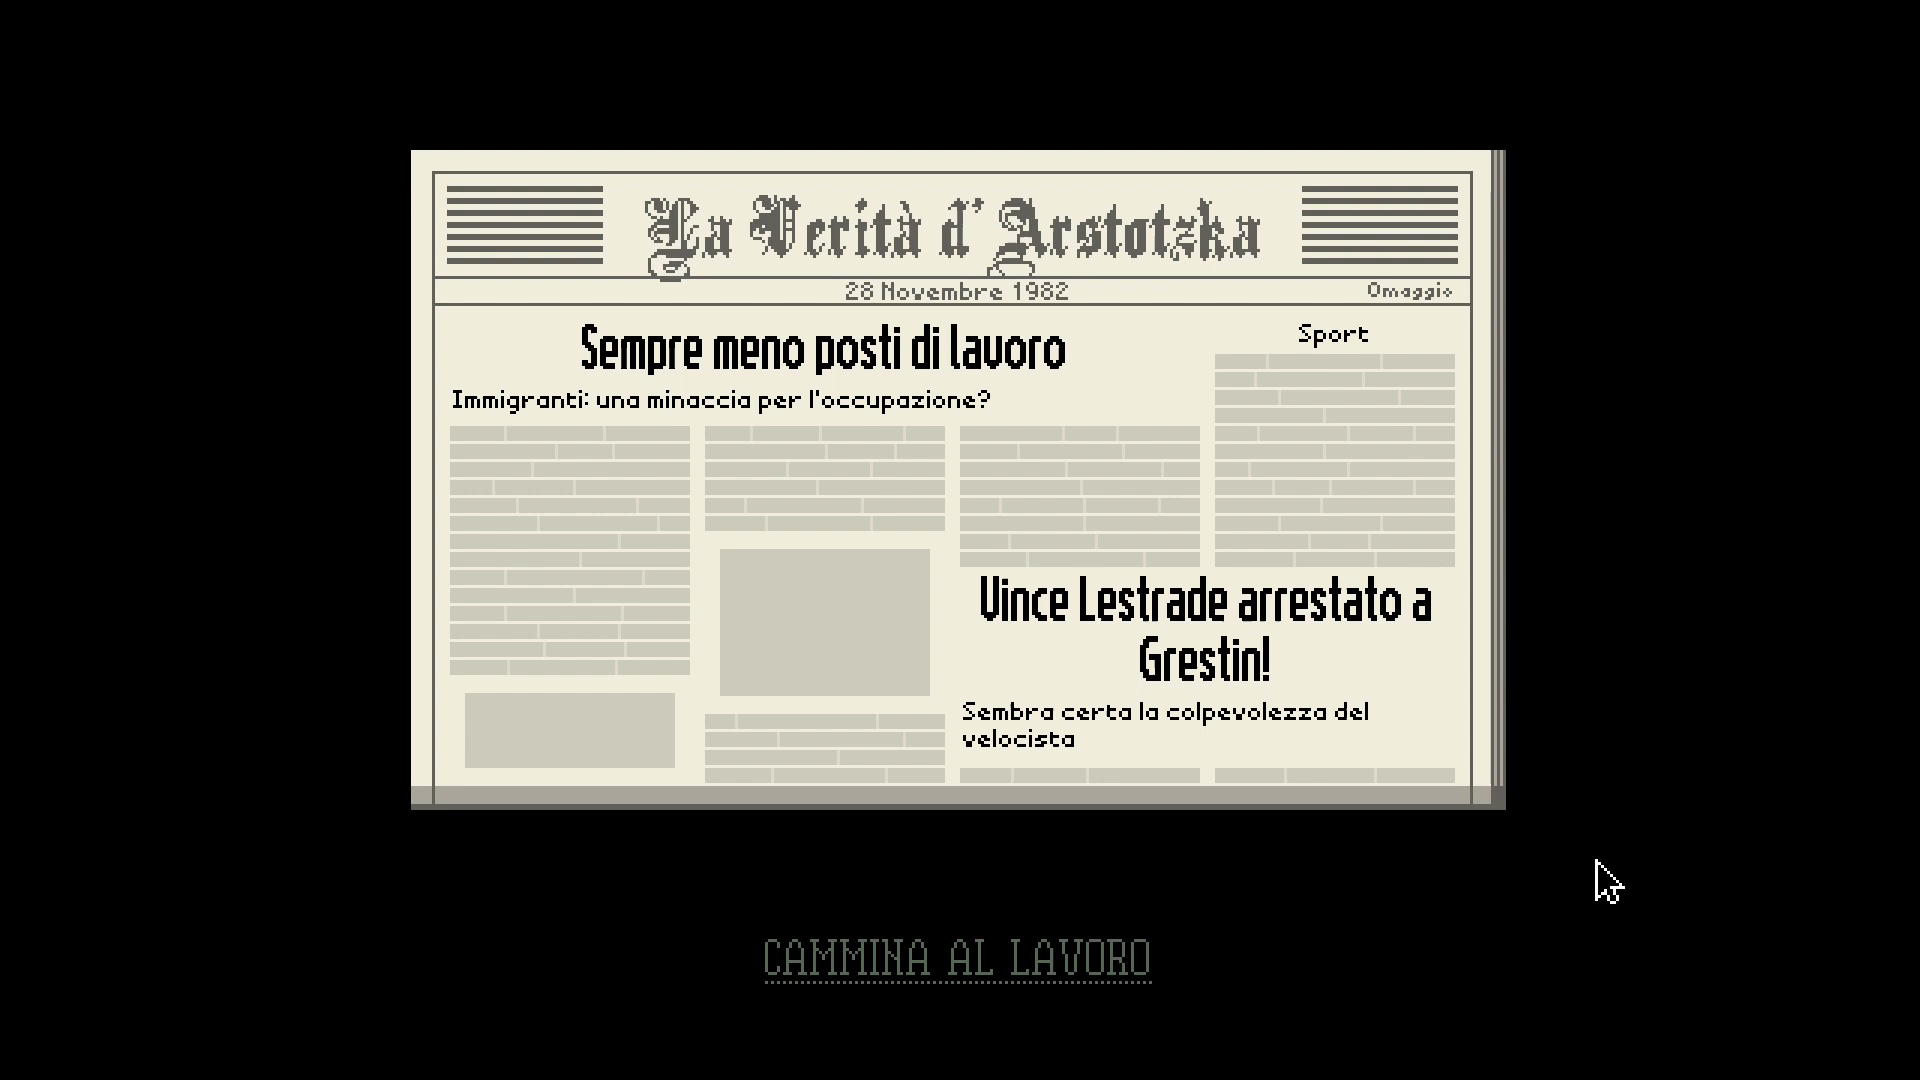 La Verità d'Arstotzka
28 Novembre 1982
Omaggio
Sempre meno posti di lavoro
Immigranti: una minaccia per l'occupazione?
Sport
Vince Lestrade arrestato a
Grestin!
Sembra certa la colpevolezza del
velocista
CAMMINA AL LAVORO